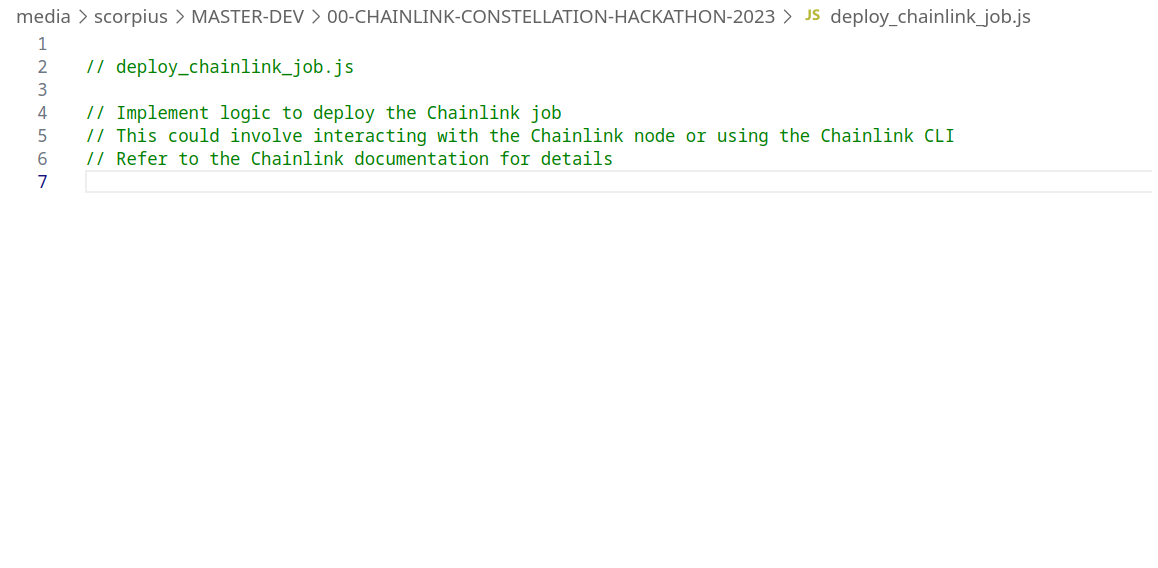 media > scorpius > MASTER-DEV > 00-CHAINLINK-CONSTELLATION-HACKATHON-2023 > JS deploy_chainlink_job.js
1
2 // deploy_chainlink_job.js
3
4 // Implement logic to deploy the Chainlink job
5 // This could involve interacting with the Chainlink node or using the Chainlink CLI
6 // Refer to the Chainlink documentation for details
7